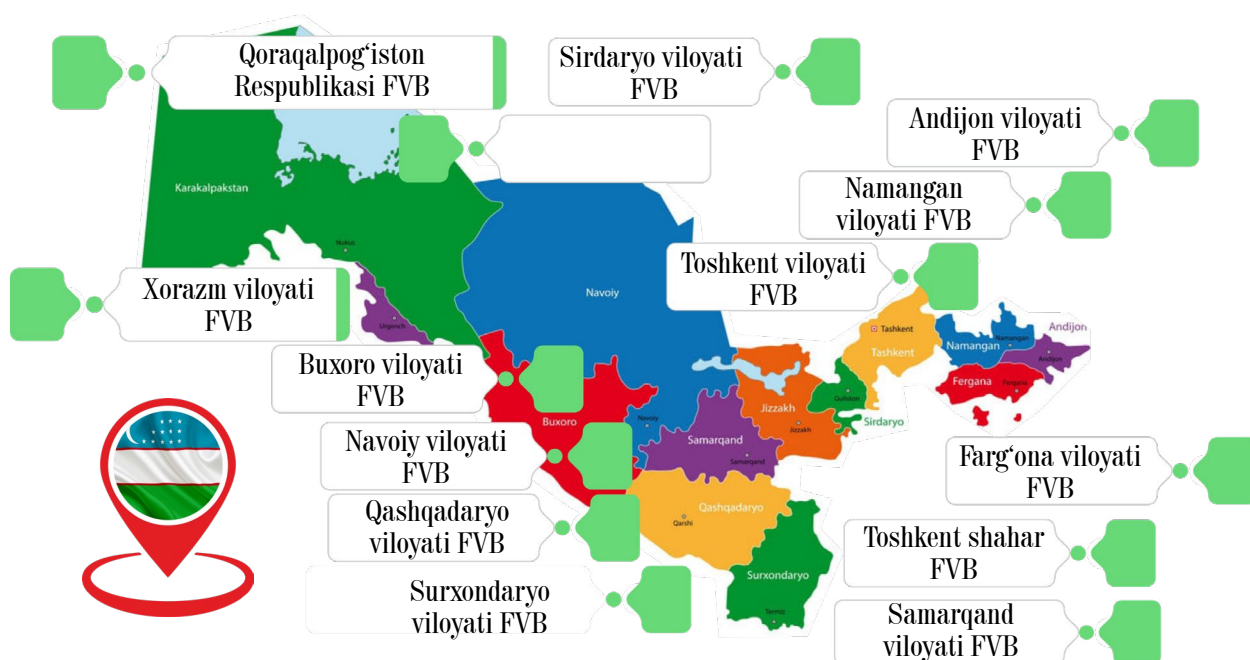 Qoraqalpog‘iston
Respublikasi FVB
Sirdaryo viloyati
FVB
Andijon viloyati
FVB
Namangan
viloyati FVB
Toshkent viloyati
FVB
Xorazm viloyati
FVB
Buxoro viloyati
FVB
Navoiy viloyati
FVB
Qashqadaryo
viloyati FVB
Surxondaryo
viloyati FVB
Farg‘ona viloyati
FVB
Toshkent shahar
FVB
Samarqand
viloyati FVB
Karakalpakstan
Nukus
Urgench
Navoiy
Buxoro
Navoiy
Samarqand
Samarqand
Jizzakh
Jizzakh
Guliston
Sirdaryo
Tashkent
Tashkent
Namangan
Namangan
Andijon
Andijon
Fergana
Fergana
Qashqadaryo
Qarshi
Surxondaryo
Termiz